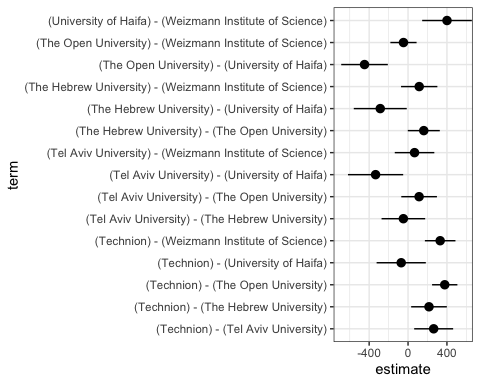 (University of Haifa) - (Weizmann Institute of Science)
(The Open University) - (Weizmann Institute of Science)
(The Open University) - (University of Haifa)
(The Hebrew University) - (Weizmann Institute of Science)
(The Hebrew University) - (University of Haifa)
(The Hebrew University) - (The Open University)
(Tel Aviv University) - (Weizmann Institute of Science)
(Tel Aviv University) - (University of Haifa)
(Tel Aviv University) - (The Open University)
(Tel Aviv University) - (The Hebrew University)
(Technion) - (Weizmann Institute of Science)
(Technion) - (University of Haifa)
(Technion) - (The Open University)
(Technion) - (The Hebrew University)
(Technion) - (Tel Aviv University)
term
-400 0 400
estimate